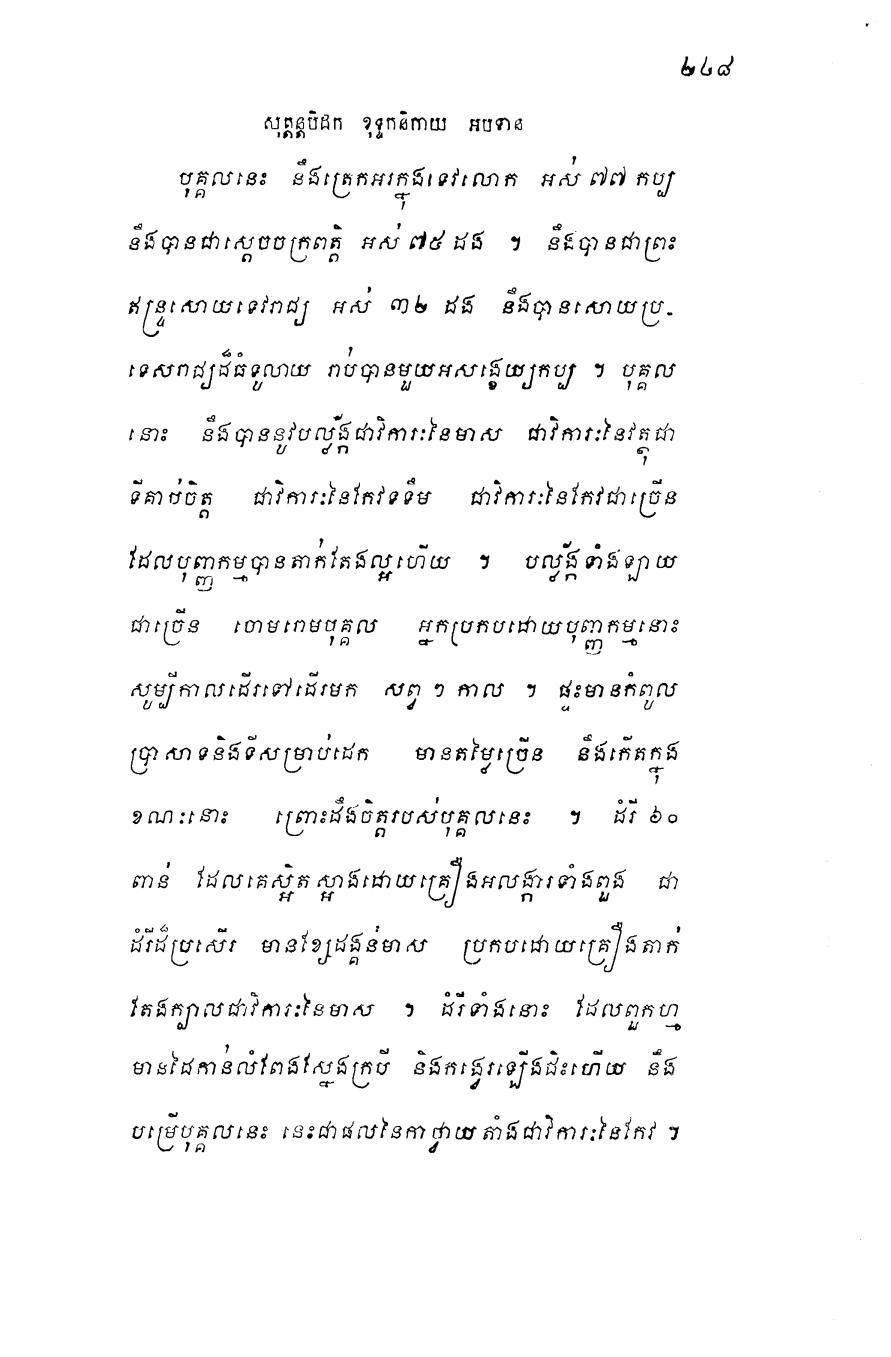 ២៤៨
សុត្តន្តបិដក ខុទ្ទកនិកាយ អបទាន
បុគ្គលនេះ នឹងត្រេកអរក្នុងទេវលោក អស់ ៧៧ កប្ប
នឹងបានជាស្តេចចក្រពត្តិ អស់ ៧៥ ដង ។ នឹងបានជាព្រះ
ឥន្ទ្រសោយទេវរាជ្យ អស់ ៣២ ដង នឹងបានសោយប្រ-
ទេសរាជ្យដ៏ធំទូលាយ រាប់បានមួយអសង្ខេយ្យកប្ប ។ បុគ្គល
នោះ នឹងបាននូវបល្ល័ង្កជាវិការៈនៃមាស ជាវិការៈនៃវត្ថុជា
ទីគាប់ចិត្ត ជាវិការៈនៃកែវទទឹម ជាវិការៈនៃកែវជាច្រើន
ដែលបុញ្ញកម្មបានតាក់តែងល្អហើយ ។ បល្ល័ង្កទាំងឡាយ
ជាច្រើន ចោមរោមបុគ្គល អ្នកប្រកបដោយបុញ្ញកម្មនោះ
សូម្បីកាលដើរទៅដើរមក សព្វ ៗ កាល ។ ផ្ទះមានកំពូល
ប្រាសាទនិងទីសម្រាប់ដេក មានតម្លៃច្រើន នឹងកើតក្នុង
ខណៈនោះ ព្រោះដឹងចិត្តរបស់បុគ្គលនេះ ។ ដំរី ៦០
ពាន់ ដែលគេស្អិតស្អាងដោយគ្រឿងអលង្ការទាំងពួង ជា
ដំរីដ៏ប្រសើរ មានខ្សែដង្គន់មាស ប្រកបដោយគ្រឿងតាក់
តែងក្បាលជាវិការៈនៃមាស ។ ដំរីទាំងនោះ ដែលពួកហ្ម
មានដៃកាន់លំពែងស្នែងក្របី និងកង្វេរឡើងជិះហើយ នឹង
បម្រើបុគ្គលនេះ នេះជាផលនៃកាថ្វាយតាំងជាវិការៈនៃកែវ ។